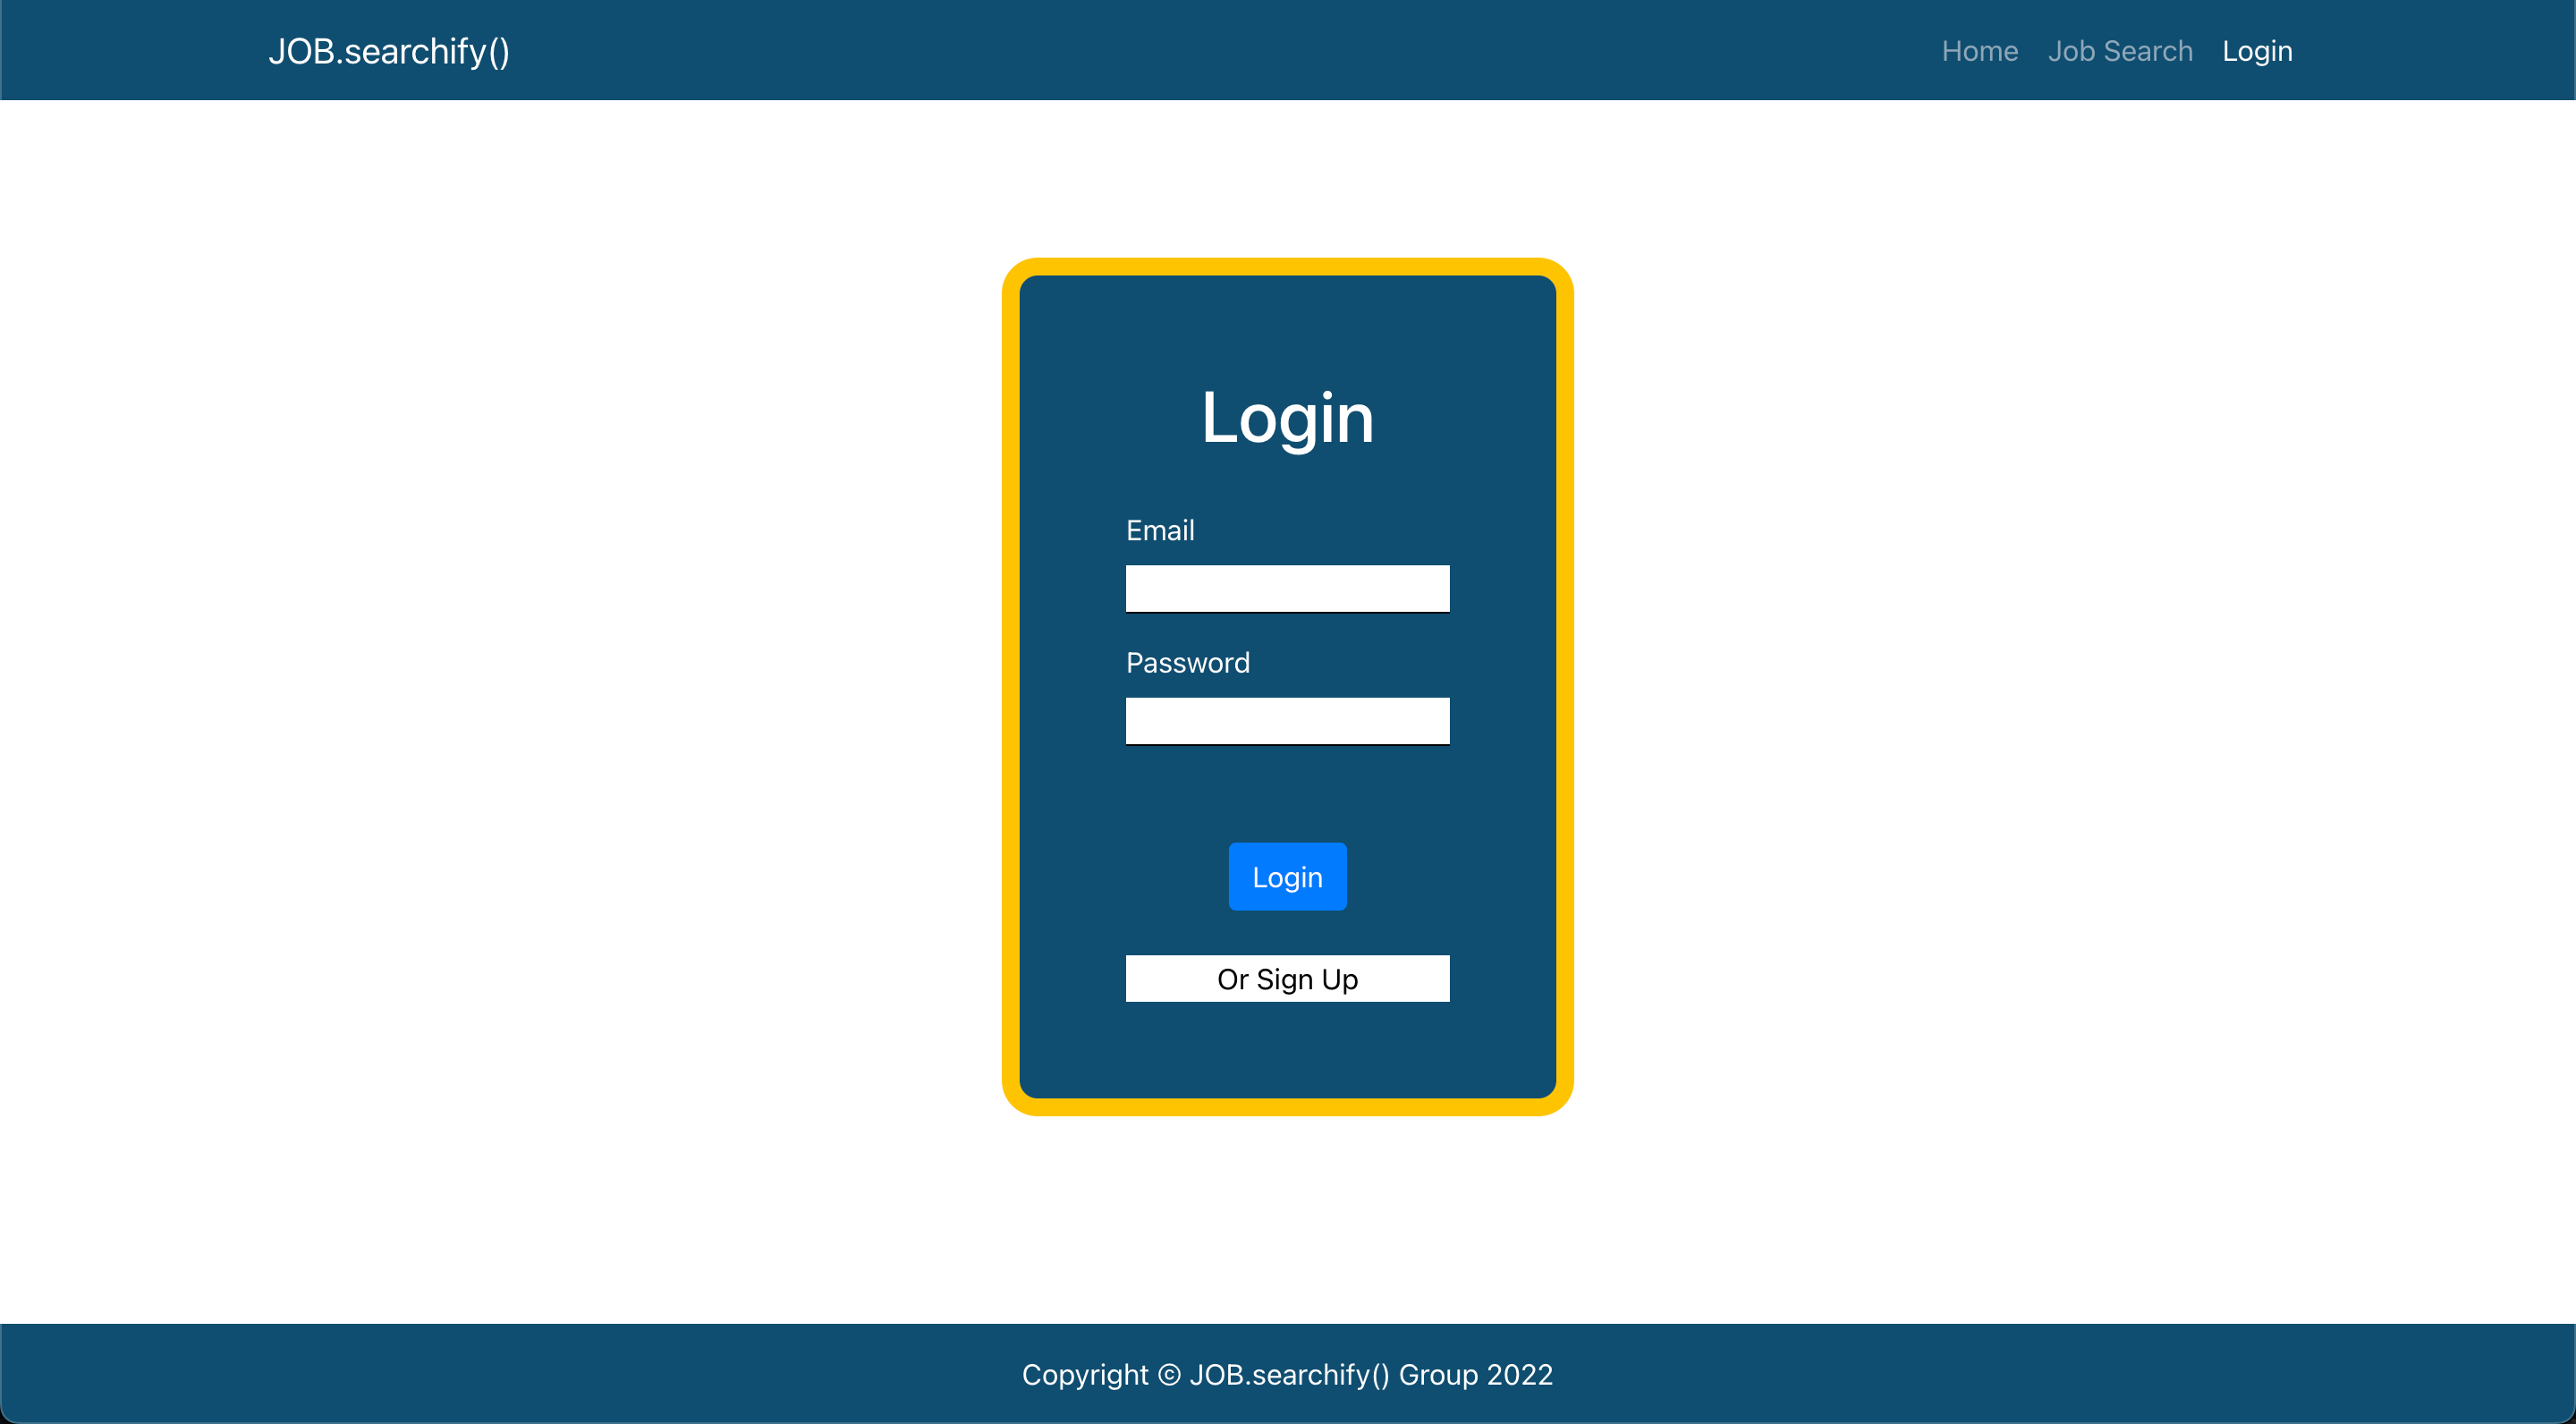 JOB.searchify()
Home Job Search Login
Login
Email
Password
Login
Or Sign Up
Copyright © JOB.searchify() Group 2022